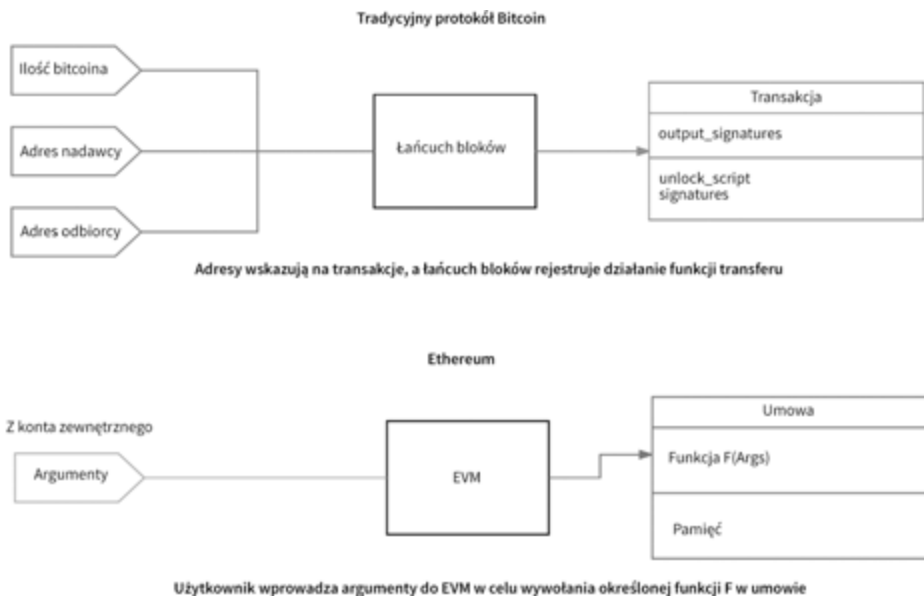 Tradycyjny protokół Bitcoin
Ilość bitcoina
Adres nadawcy
Adres odbiorcy
Łańcuch bloków
Transakcja
output_signatures
unlock_script
signatures
Adresy wskazują na transakcje, a łańcuch bloków rejestruje działanie funkcji transferu
Ethereum
Z konta zewnętrznego
Argumenty
EVM
Umowa
Funkcja F(Args)
Pamięć
Użytkownik wprowadza argumenty do EVM w celu wywołania określonej funkcji F w umowie